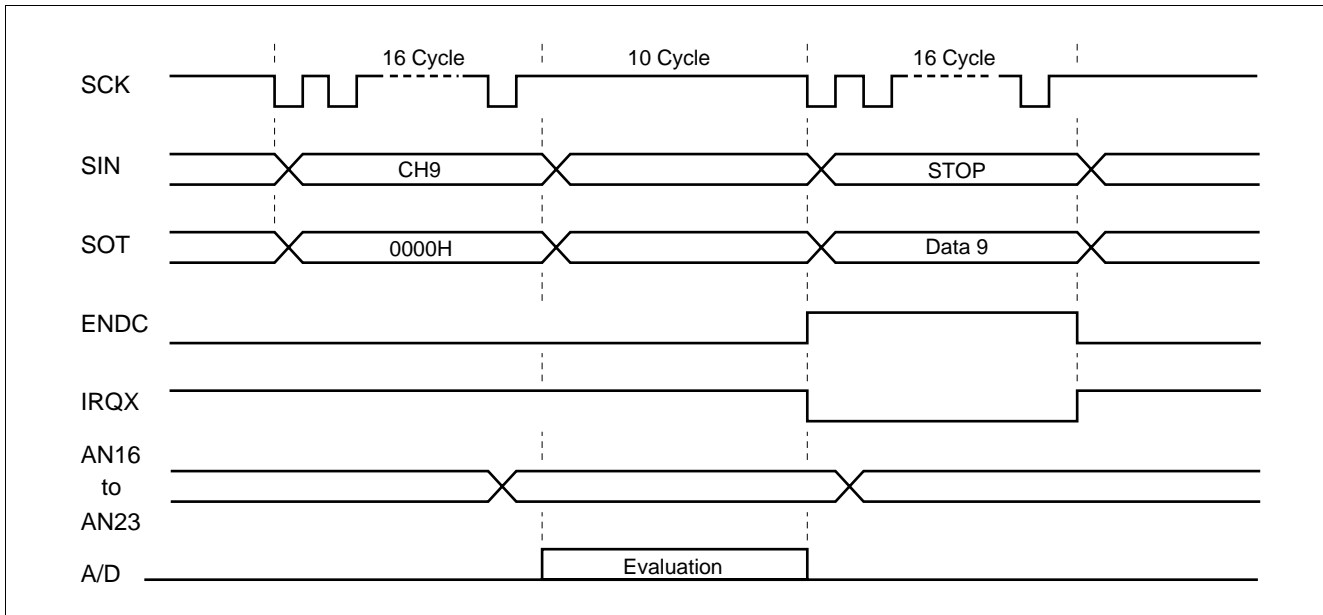 16 Cycle 10 Cycle 16 Cycle
SCK
SIN CH9 STOP
SOT 0000H Data 9
ENDC
IRQX
AN16
to
AN23
A/D Evaluation